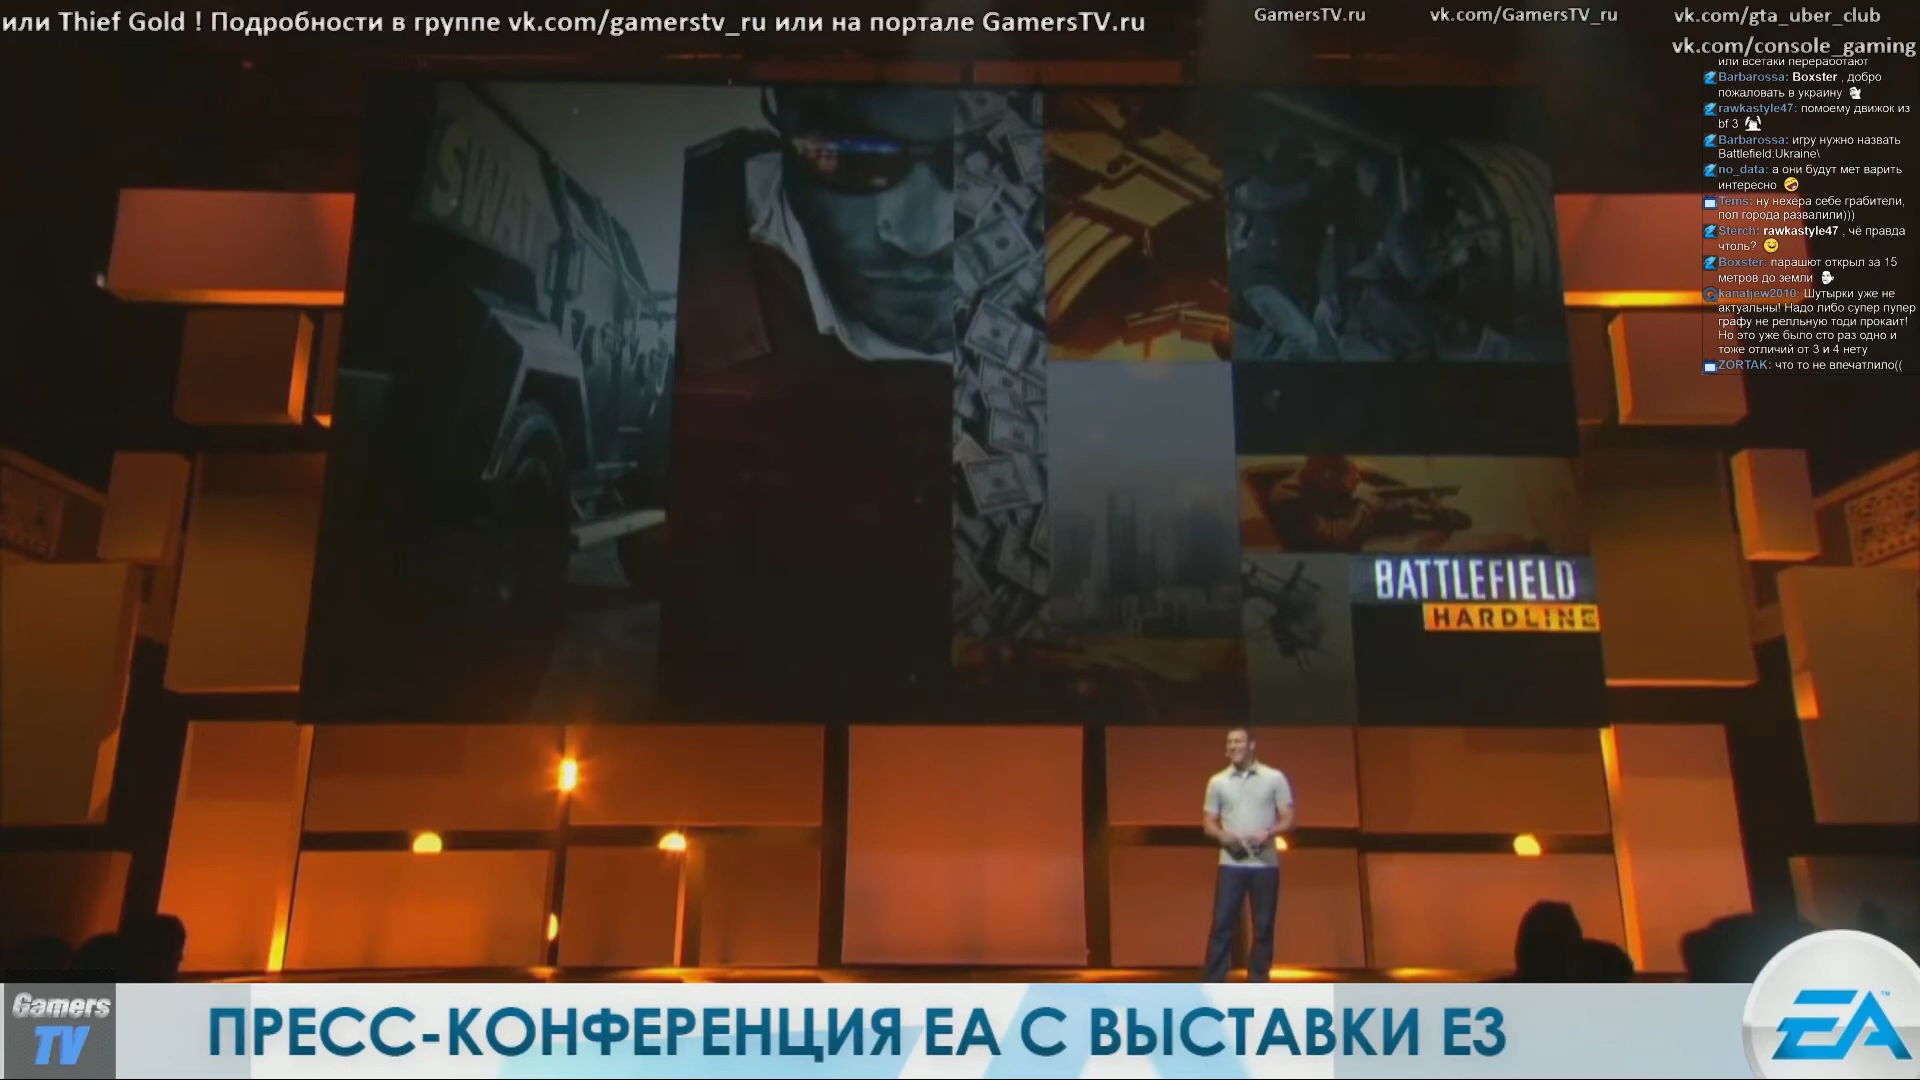 или Thief Gold ! Подробности в группе vk.com/gamerstv_ru или на портале GamersTV.ru
GamersTV.ru
vk.com/GamersTV_ru
vk.com/gta_uber_club
vk.com/console_gaming
или всетаки переработают
Barbarossa: Boxster , добро
пожаловать в украину
rawkastyle47: помоему движок из
bf 3
Barbarossa: игру нужно назвать
Battlefield:Ukraine\
no_data: а они будут мет варить
интересно
Tems: ну нехера себе грабители,
пол города развалили)))
Sterch: rawkastyle47 , чё правда
чтоль?
Boxster: парашют открыл за 15
метров до земли
kanatjew2010: Шутырки уже не
актуальны! Надо либо супер пупер
графу не релльную тоди прокаит!
Но это уже было сто раз одно и
тоже отличий от 3 и 4 нету
ZORTAK: что то не впечатлило((
SWAT
BATTLEFIELD
HARDLINE
Gamers
TV
ПРЕСС-КОНФЕРЕНЦИЯ EA С ВЫСТАВКИ E3
EA